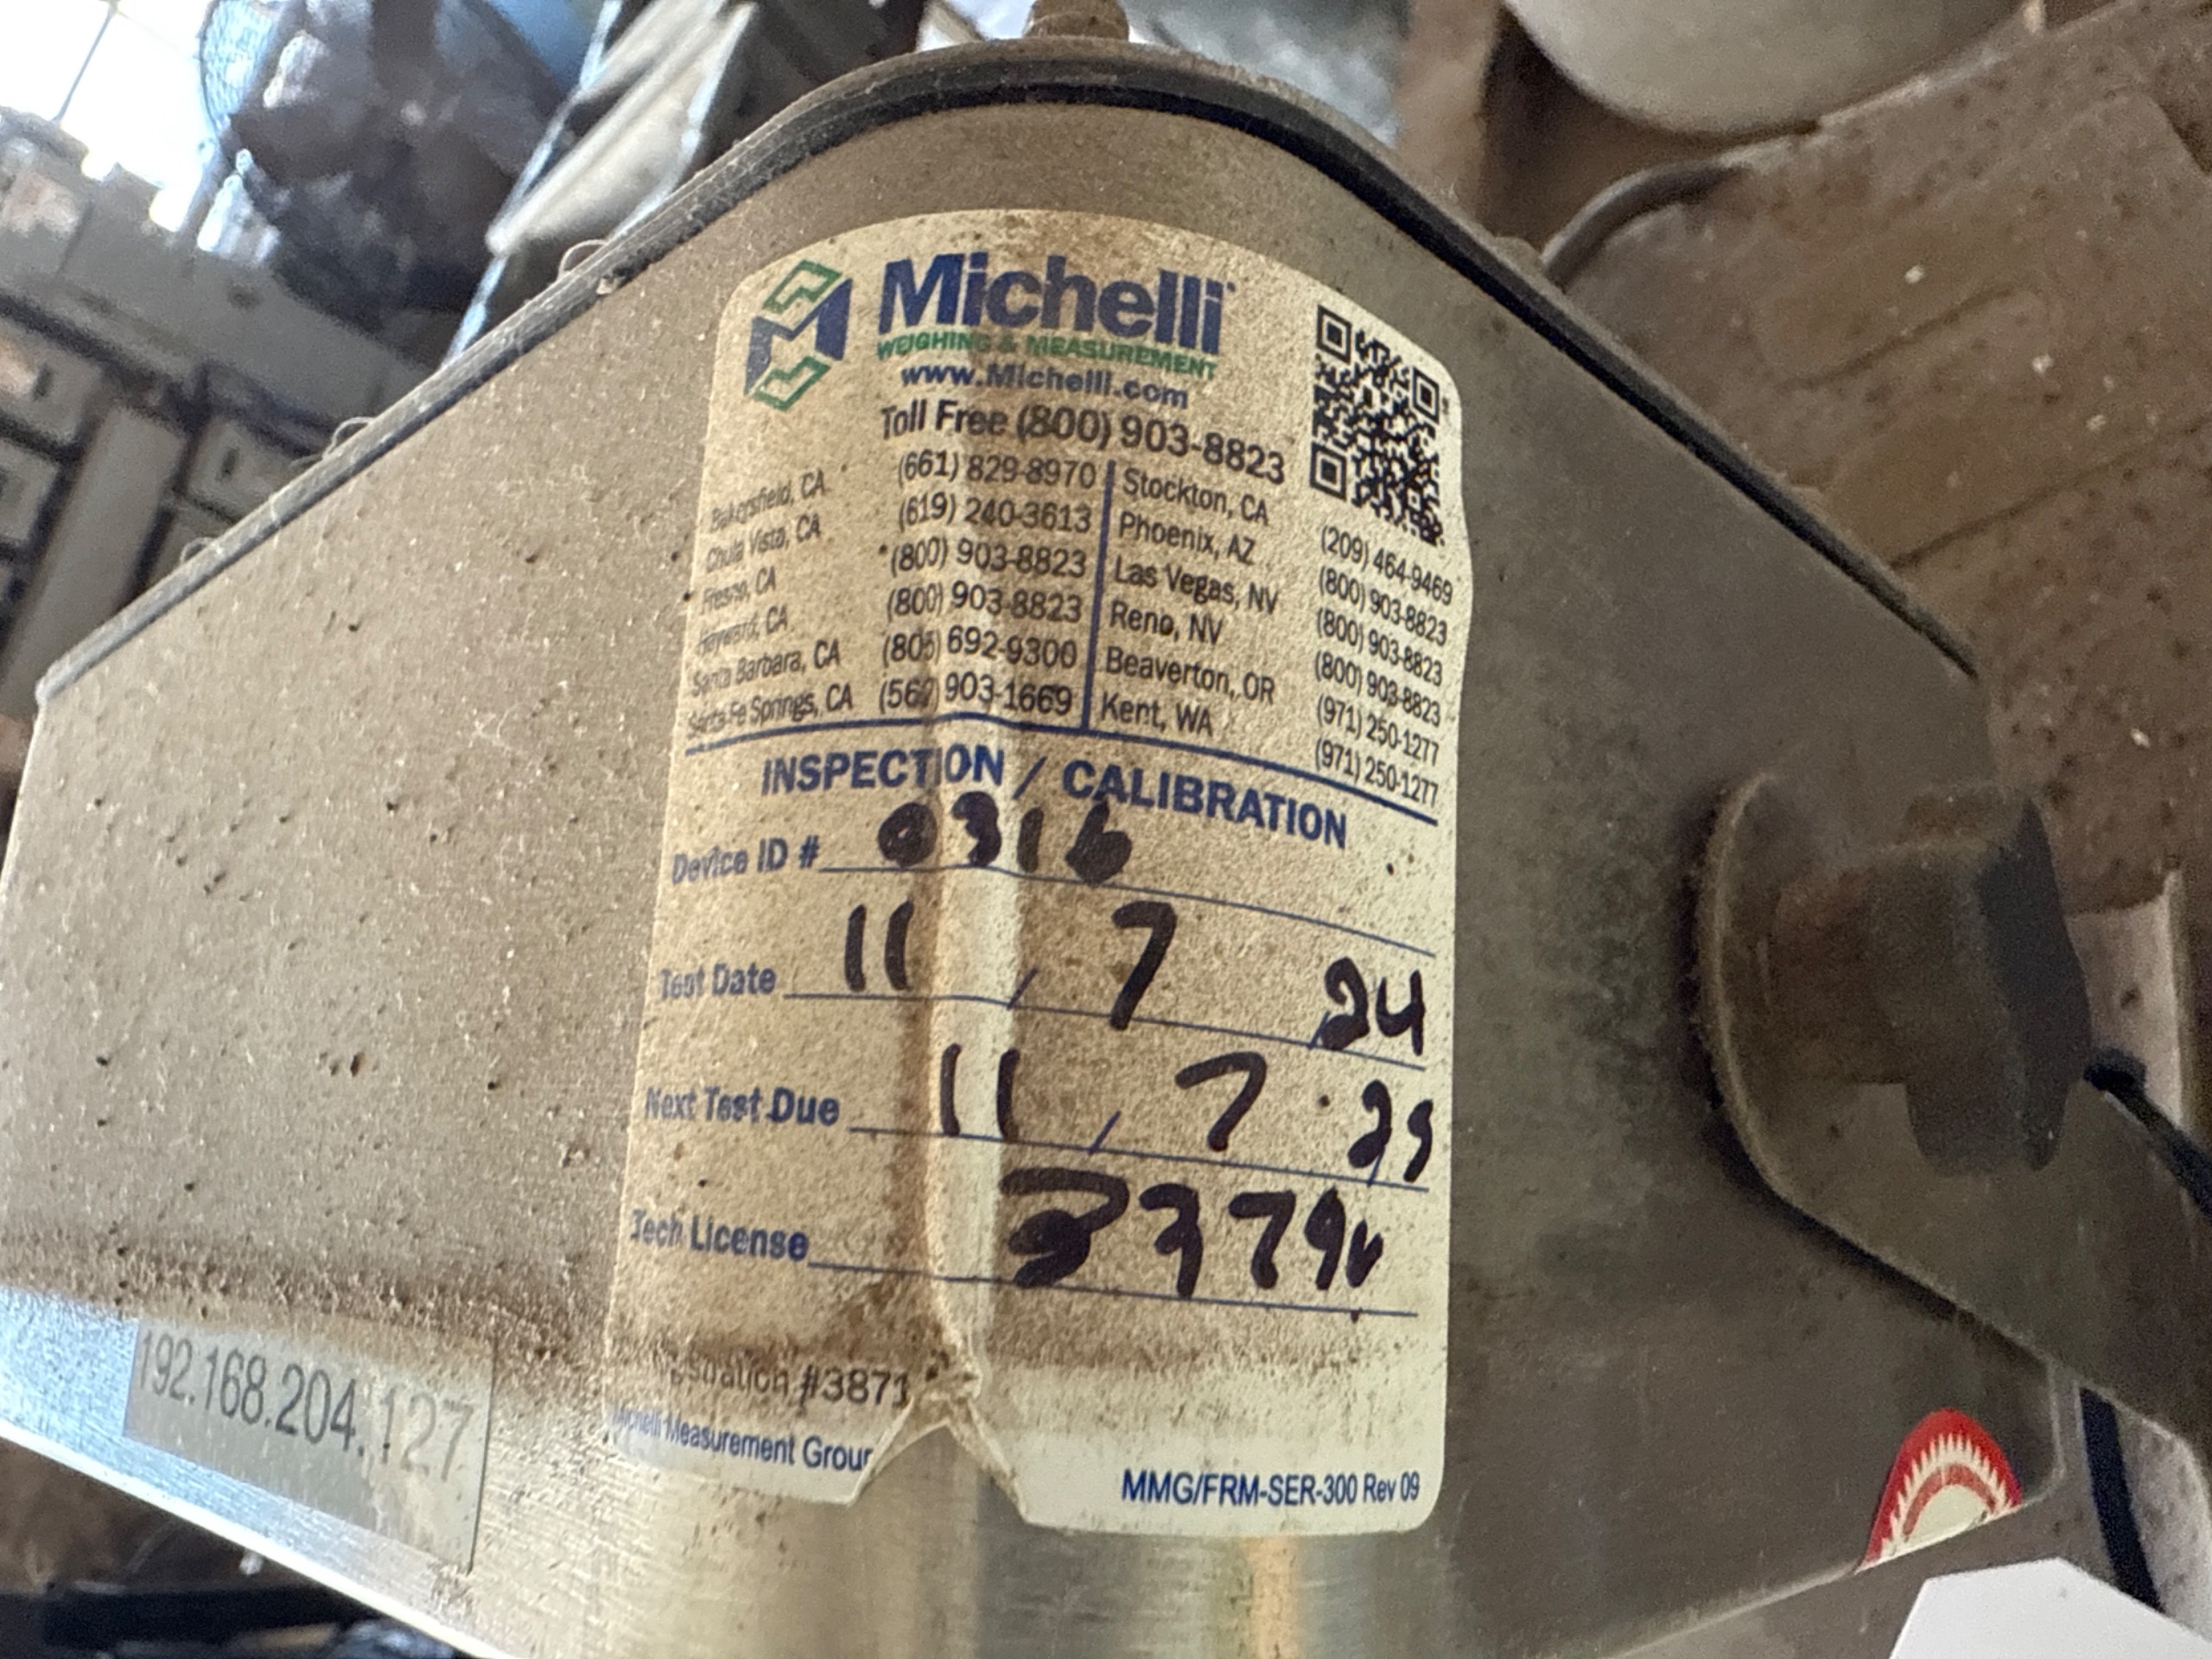 Michelli
WEIGHING & MEASUREMENT
www.Michelli.com
Toll Free (800) 903-8823
Bakersfield, CA (661) 829-8970
Chula Vista, CA (619) 240-3613
Fresno, CA (800) 903-8823
Hayward, CA (800) 903-8823
Santa Barbara, CA (805) 692-9300
Santa Fe Springs, CA (562) 903-1669
Stockton, CA (209) 464-9469
Phoenix, AZ (800) 903-8823
Las Vegas, NV (800) 903-8823
Reno, NV (800) 903-8823
Beaverton, OR (971) 250-1277
Kent, WA (971) 250-1277
INSPECTION / CALIBRATION
Device ID # 0316
Test Date 11 / 7 / 24
Next Test Due 11 / 7 / 25
Tech License
Registration #3871
Michelli Measurement Group
MMG/FRM-SER-300 Rev 09
192.168.204.127